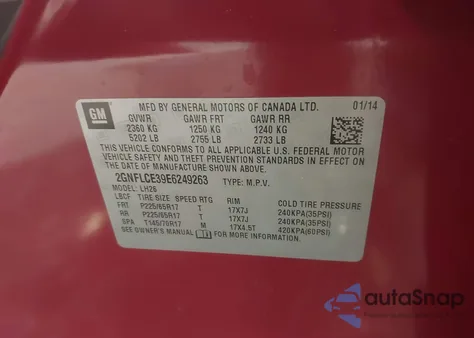 GM
MFD BY GENERAL MOTORS OF CANADA LTD. 01/14
GVWR GAWR FRT GAWR RR
2360 KG 1250 KG 1240 KG
5202 LB 2755 LB 2733 LB
THIS VEHICLE CONFORMS TO ALL APPLICABLE U.S. FEDERAL MOTOR
VEHICLE SAFETY, BUMPER, AND THEFT PREVENTION STANDARDS IN EFFECT ON
THE DATE OF MANUFACTURE SHOWN ABOVE.
2GNFLCE39E6249263 TYPE: M.P.V.
MODEL: LH26
LBCF TIRE SIZE SPEED RTG RIM COLD TIRE PRESSURE
FRT P225/65R17 T 17X7J 240KPA(35PSI)
RR P225/65R17 T 17X7J 240KPA(35PSI)
SPA T145/70R17 M 17X4.5T 420KPA(60PSI)
SEE OWNER'S MANUAL FOR MORE INFORMATION.
autoSnap